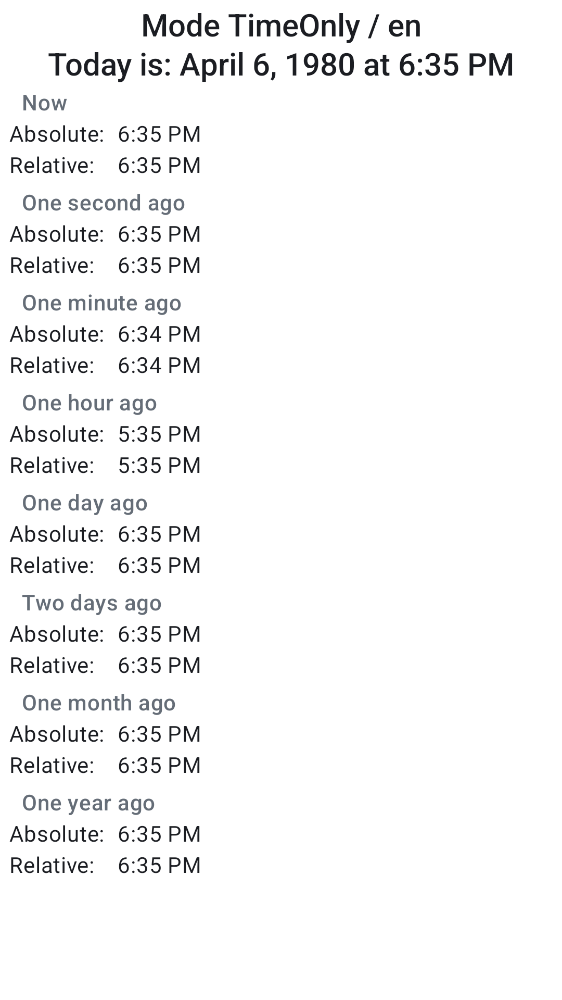 Mode TimeOnly / en
Today is: April 6, 1980 at 6:35 PM
Now
Absolute: 6:35 PM
Relative: 6:35 PM
One second ago
Absolute: 6:35 PM
Relative: 6:35 PM
One minute ago
Absolute: 6:34 PM
Relative: 6:34 PM
One hour ago
Absolute: 5:35 PM
Relative: 5:35 PM
One day ago
Absolute: 6:35 PM
Relative: 6:35 PM
Two days ago
Absolute: 6:35 PM
Relative: 6:35 PM
One month ago
Absolute: 6:35 PM
Relative: 6:35 PM
One year ago
Absolute: 6:35 PM
Relative: 6:35 PM